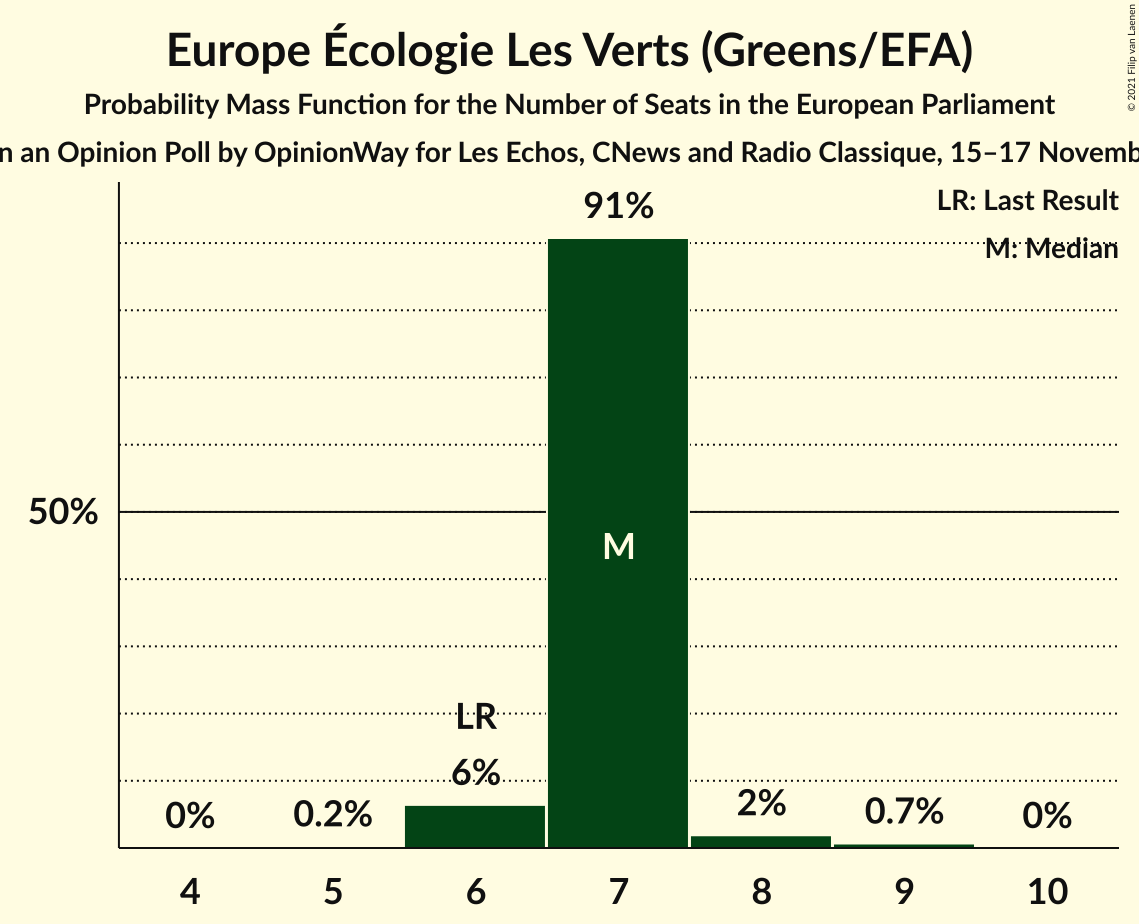 Europe Écologie Les Verts (Greens/EFA)
Probability Mass Function for the Number of Seats in the European Parliament
an Opinion Poll by OpinionWay for Les Echos, CNews and Radio Classique, 15–17
© 2021 Filip van Laenen
LR: Last Result
M: Median
91%
50%
M
LR
6%
0%
0.2%
2%
0.7%
0%
4
5
6
7
8
9
10